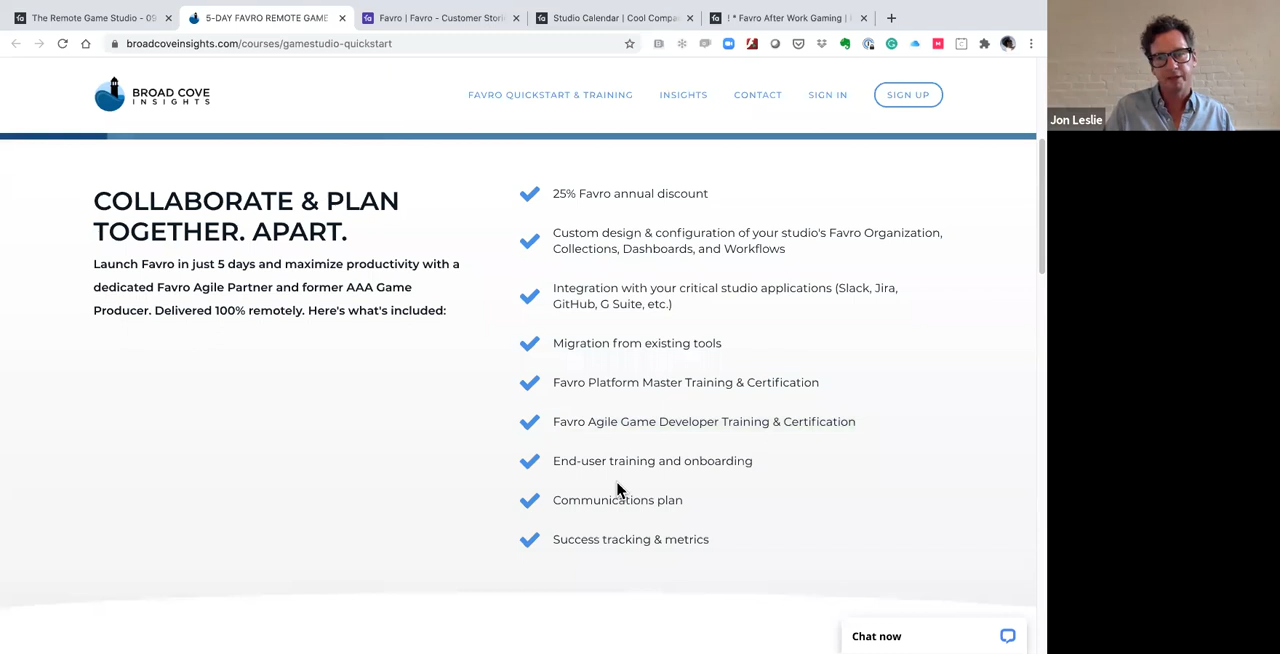 The Remote Game Studio - 09
5-DAY FAVRO REMOTE GAME
Favro | Favro - Customer Stori
Studio Calendar | Cool Compa
! * Favro After Work Gaming |
broadcoveinsights.com/courses/gamestudio-quickstart
BROAD COVE
INSIGHTS
FAVRO QUICKSTART & TRAINING
INSIGHTS
CONTACT
SIGN IN
SIGN UP
Jon Leslie
COLLABORATE & PLAN
TOGETHER. APART.
Launch Favro in just 5 days and maximize productivity with a
dedicated Favro Agile Partner and former AAA Game
Producer. Delivered 100% remotely. Here's what's included:
25% Favro annual discount
Custom design & configuration of your studio's Favro Organization,
Collections, Dashboards, and Workflows
Integration with your critical studio applications (Slack, Jira,
GitHub, G Suite, etc.)
Migration from existing tools
Favro Platform Master Training & Certification
Favro Agile Game Developer Training & Certification
End-user training and onboarding
Communications plan
Success tracking & metrics
Chat now